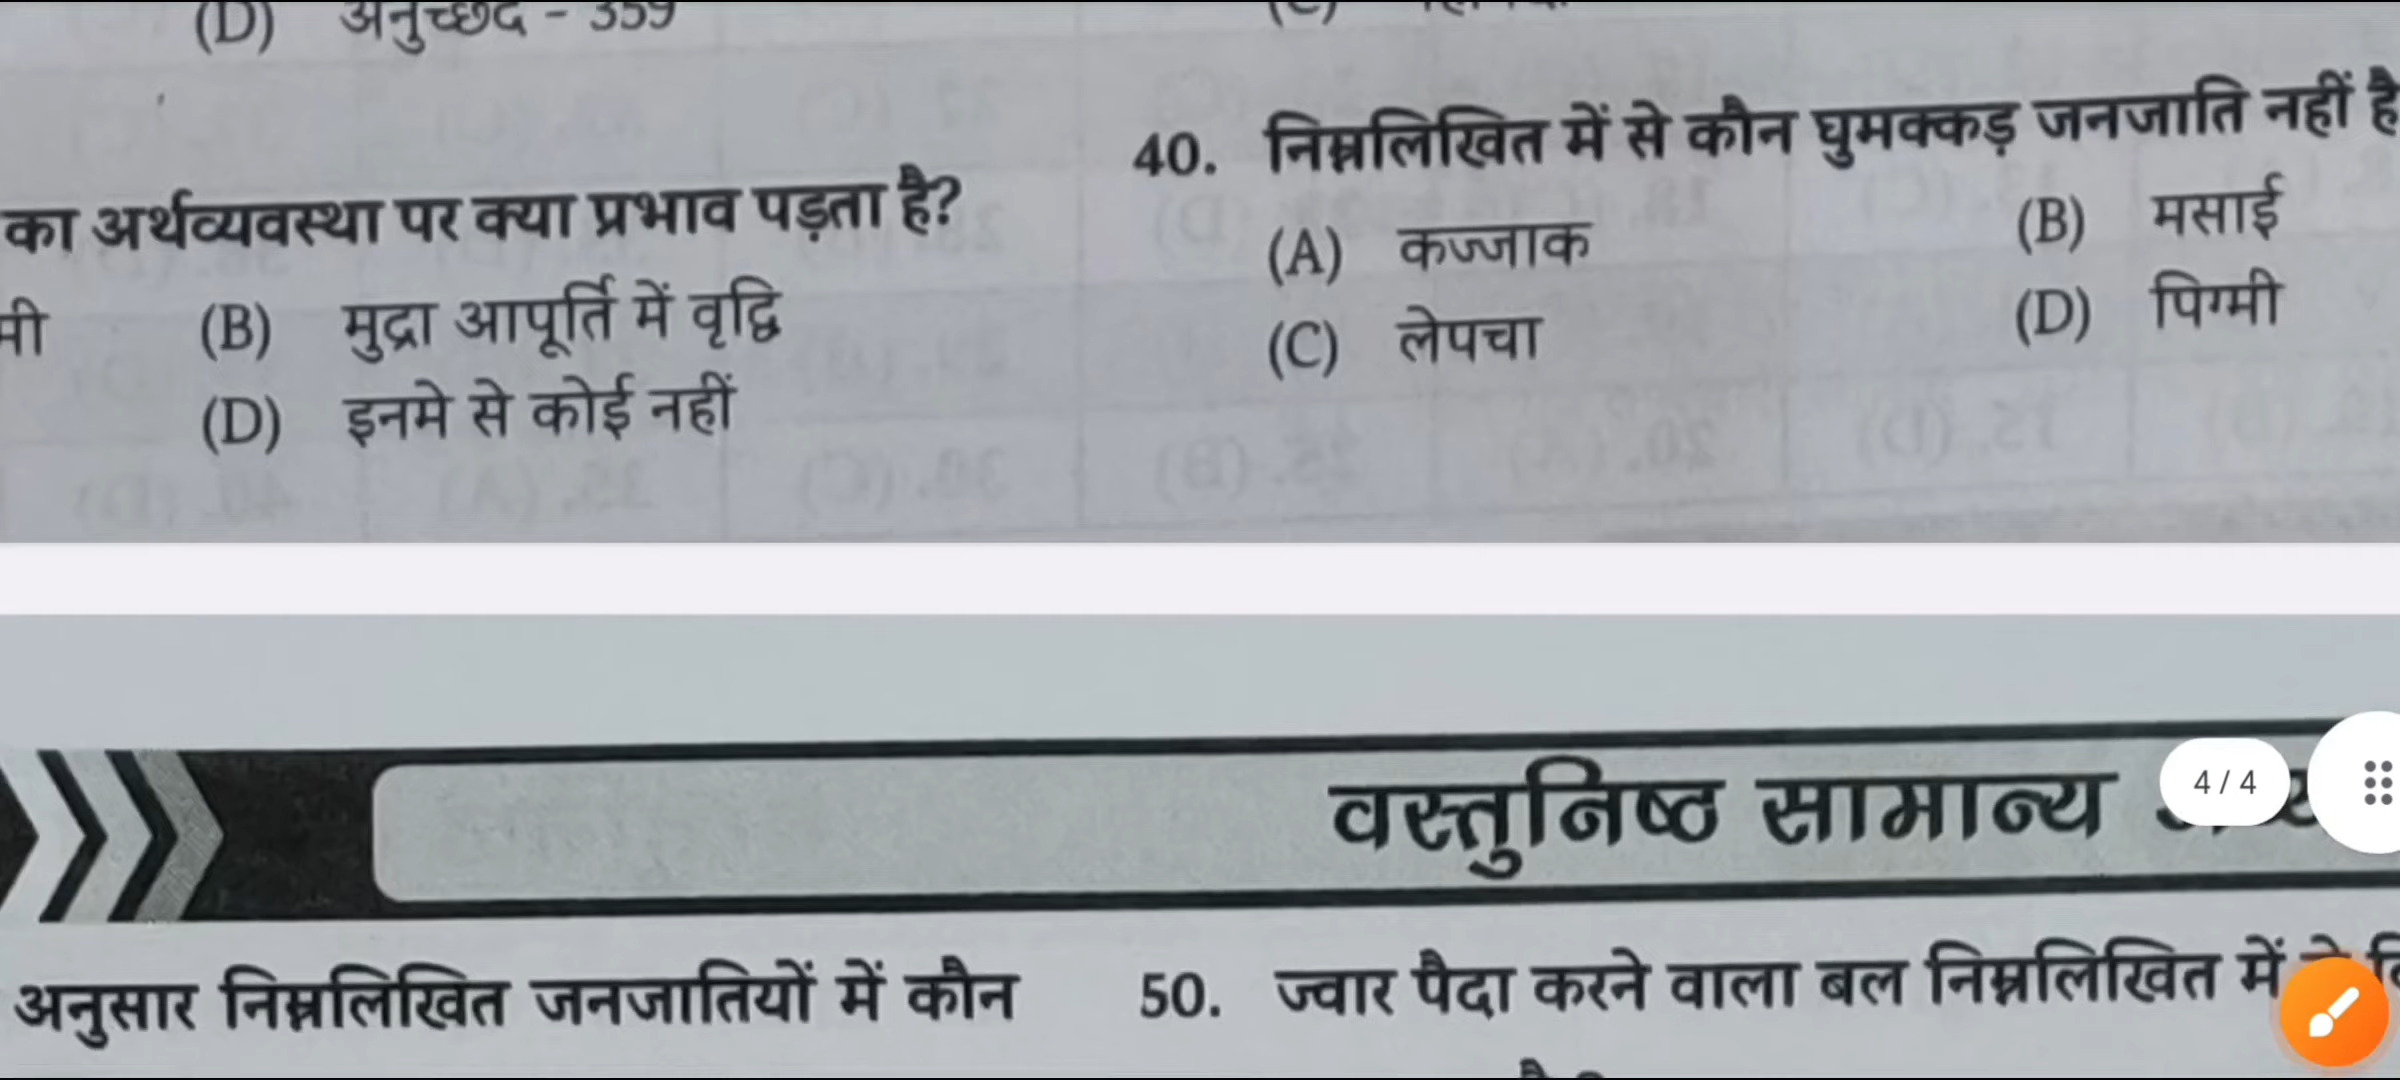 (D) अनुच्छेद - 359
का अर्थव्यवस्था पर क्या प्रभाव पड़ता है?
मी (B) मुद्रा आपूर्ति में वृद्धि
(D) इनमे से कोई नहीं
40. निम्नलिखित में से कौन घुमक्कड़ जनजाति नहीं है
(A) कज्जाक (B) मसाई
(C) लेपचा (D) पिग्मी
वस्तुनिष्ठ सामान्य
4 / 4
अनुसार निम्नलिखित जनजातियों में कौन
50. ज्वार पैदा करने वाला बल निम्नलिखित में